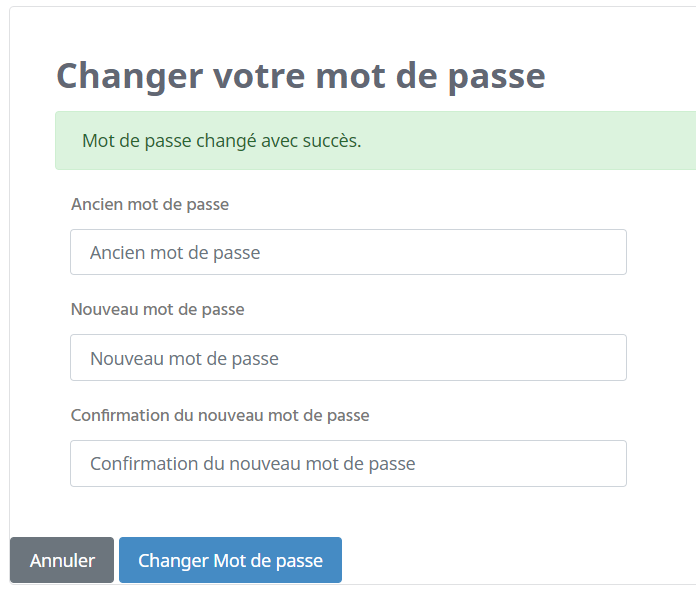 Changer votre mot de passe
Mot de passe changé avec succès.
Ancien mot de passe
Ancien mot de passe
Nouveau mot de passe
Nouveau mot de passe
Confirmation du nouveau mot de passe
Confirmation du nouveau mot de passe
Annuler Changer Mot de passe